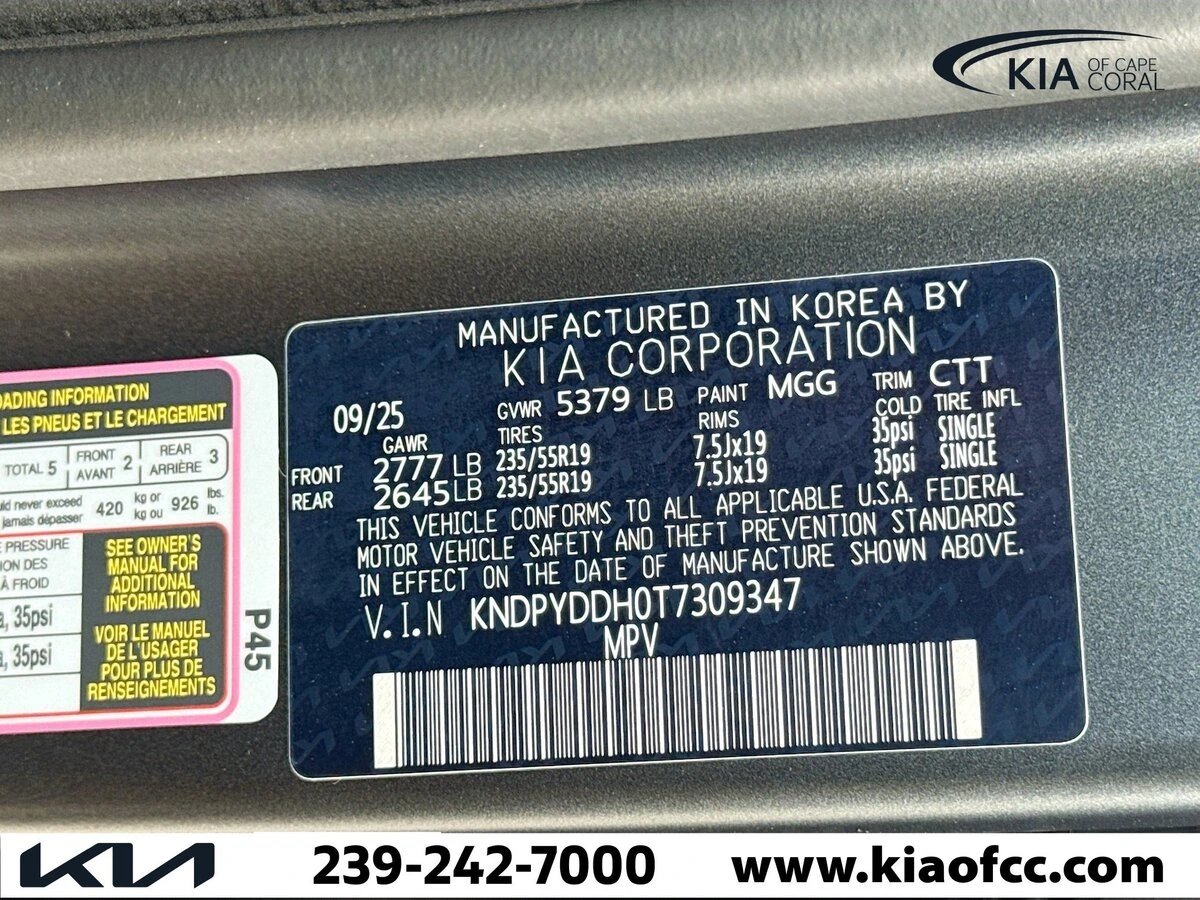 KIA OF CAPE CORAL
MANUFACTURED IN KOREA BY
KIA CORPORATION
09/25 GVWR 5379 LB PAINT MGG TRIM CTT
GAWR TIRES RIMS COLD TIRE INFL
FRONT 2777 LB 235/55R19 7.5Jx19 35psi SINGLE
REAR 2645 LB 235/55R19 7.5Jx19 35psi SINGLE
THIS VEHICLE CONFORMS TO ALL APPLICABLE U.S.A. FEDERAL
MOTOR VEHICLE SAFETY AND THEFT PREVENTION STANDARDS
IN EFFECT ON THE DATE OF MANUFACTURE SHOWN ABOVE.
V.I.N KNDPYDDH0T7309347
MPV
OADING INFORMATION
LES PNEUS ET LE CHARGEMENT
TOTAL 5 FRONT AVANT 2 REAR ARRIÈRE 3
uld never exceed
jamais dépasser 420 kg or kg ou 926 lbs. lb.
PRESSURE
ION DES
À FROID
a, 35psi
a, 35psi
SEE OWNER'S
MANUAL FOR
ADDITIONAL
INFORMATION
VOIR LE MANUEL
DE L'USAGER
POUR PLUS DE
RENSEIGNEMENTS
P45
KIA 239-242-7000 www.kiaofcc.com